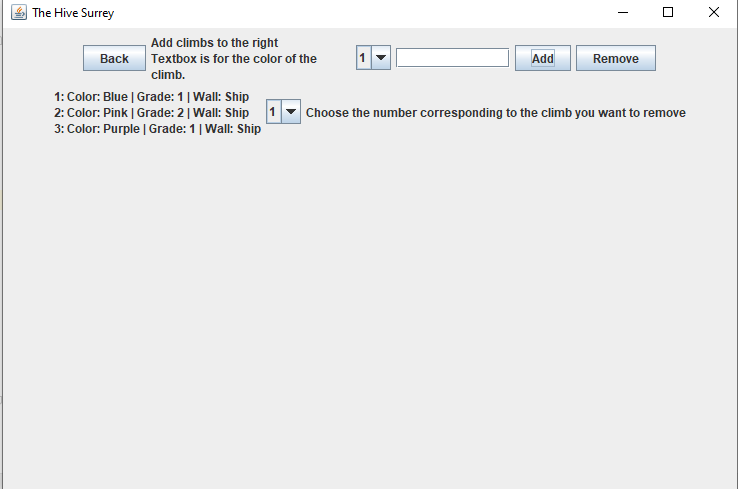 The Hive Surrey
Back
Add climbs to the right
Textbox is for the color of the
climb.
1
Add
Remove
1: Color: Blue | Grade: 1 | Wall: Ship
2: Color: Pink | Grade: 2 | Wall: Ship
3: Color: Purple | Grade: 1 | Wall: Ship
1
Choose the number corresponding to the climb you want to remove